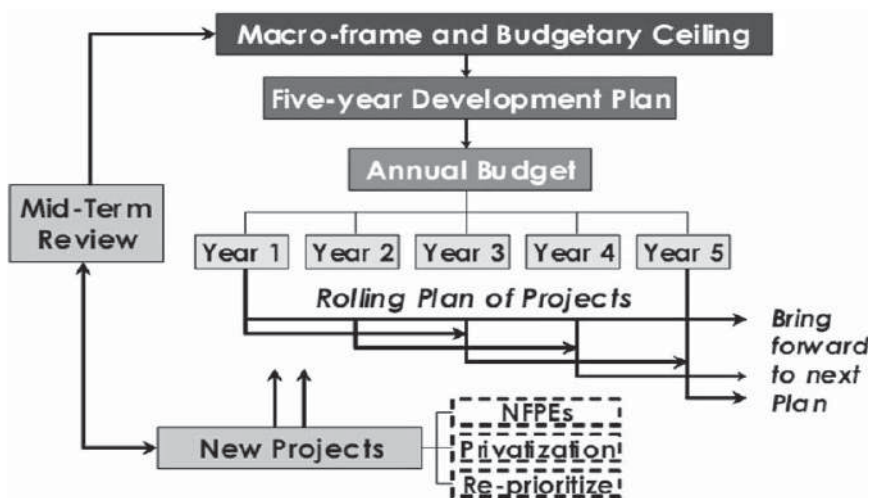 Macro-frame and Budgetary Ceiling
Five-year Development Plan
Annual Budget
Mid-Term
Review
Year 1
Year 2
Year 3
Year 4
Year 5
Rolling Plan of Projects
Bring
forward
to next
Plan
New Projects
NFPEs
Privatization
Re-prioritize